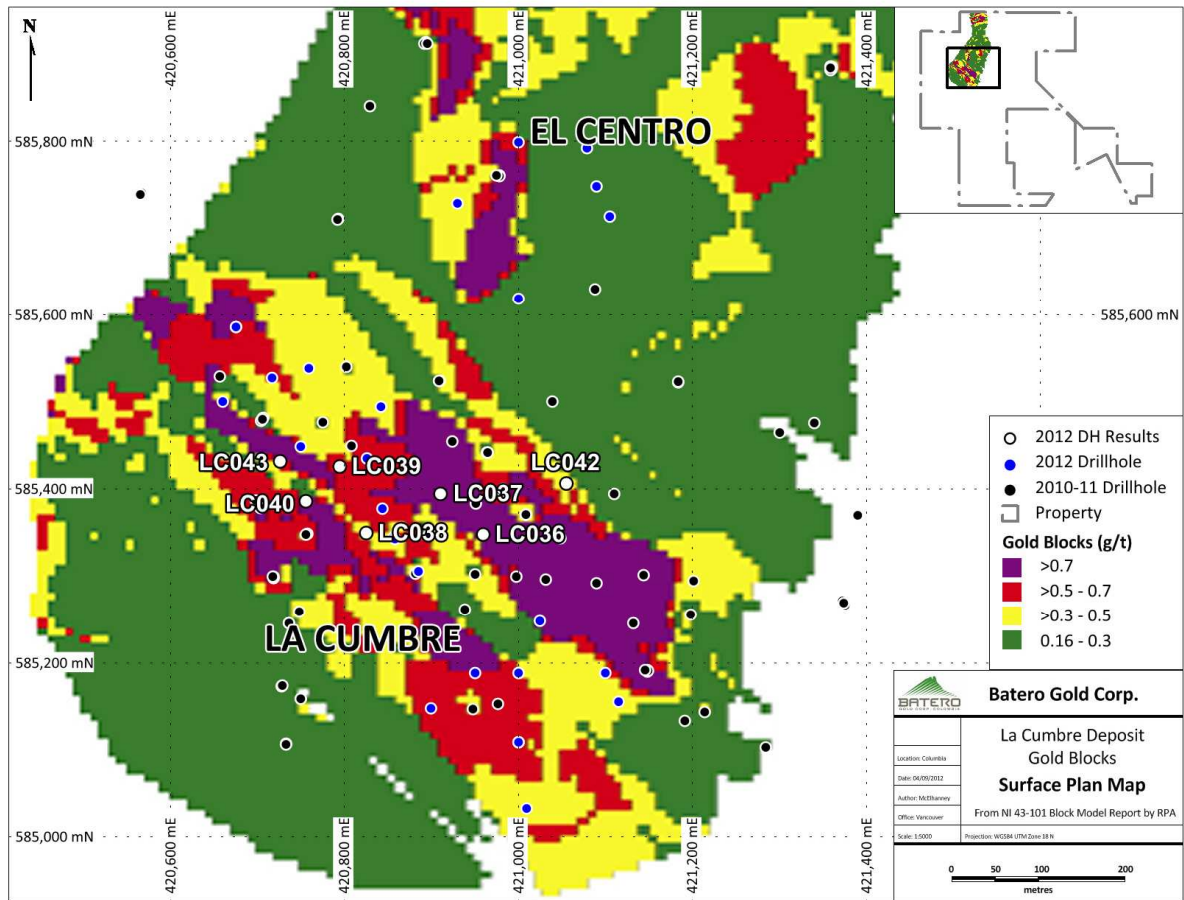 N
420,600 mE
420,800 mE
421,000 mE
421,200 mE
421,400 mE
585,800 mN
EL CENTRO
585,600 mN
585,600 mN
LC043
LC039
LC042
LC037
585,400 mN
LC040
LC038
LC036
LA CUMBRE
585,200 mN
585,000 mN
420,600 mE
420,800 mE
421,000 mE
421,200 mE
421,400 mE
2012 DH Results
2012 Drillhole
2010-11 Drillhole
Property
Gold Blocks (g/t)
>0.7
>0.5 - 0.7
>0.3 - 0.5
0.16 - 0.3
BATERO
GOLD CORP. COLOMBIA
Batero Gold Corp.
La Cumbre Deposit
Gold Blocks
Surface Plan Map
From NI 43-101 Block Model Report by RPA
Location: Columbia
Date: 04/09/2012
Author: McElhanney
Office: Vancouver
Scale: 1:5000
Projection: WGS84 UTM Zone 18 N
0 50 100 200
metres